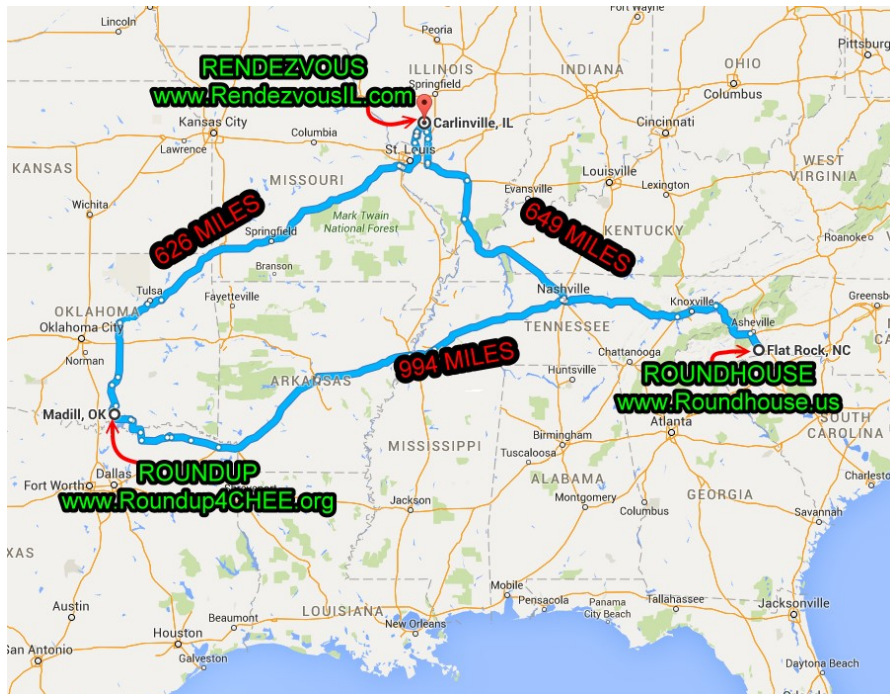 Lincoln
Peoria
Fort Wayne
Pittsburg
RENDEZVOUS
www.RendezvousIL.com
ILLINOIS
Springfield
INDIANA
OHIO
Columbus
Kansas City
Columbia
Carlinville, IL
Cincinnati
Lawrence
St. Louis
KANSAS
MISSOURI
WEST
VIRGINIA
Wichita
Evansville
Louisville
Lexington
626 MILES
Mark Twain
National Forest
649 MILES
KENTUCKY
Springfield
Roanoke
Branson
Tulsa
Nashville
OKLAHOMA
Fayetteville
Knoxville
Greensbo
Oklahoma City
TENNESSEE
Asheville
Norman
994 MILES
Chattanooga
Flat Rock, NC
Huntsville
ARKANSAS
ROUNDHOUSE
www.Roundhouse.us
Madill, OK
SOUTH
CAROLINA
Atlanta
MISSISSIPPI
Birmingham
Tuscaloosa
ROUNDUP
www.Roundup4CHEE.org
Dallas
Fort Worth
ALABAMA
Charlesto
GEORGIA
Jackson
Montgomery
Columbus
Savannah
XAS
LOUISIANA
Mobile
Tallahassee
Jacksonville
Austin
Pensacola
Panama
City Beach
Beaumont
New Orleans
Houston
San Antonio
Galveston
Daytona Beach